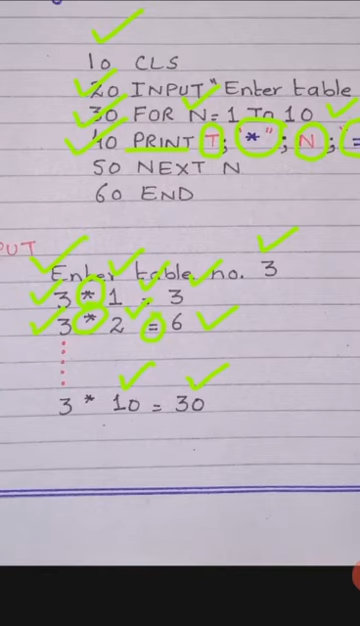 10 CLS
20 INPUT "Enter table
30 FOR N=1 TO 10
40 PRINT T; "*"; N; "=
50 NEXT N
60 END
PUT
Enter table no. 3
3 * 1 = 3
3 * 2 = 6
3 * 10 = 30